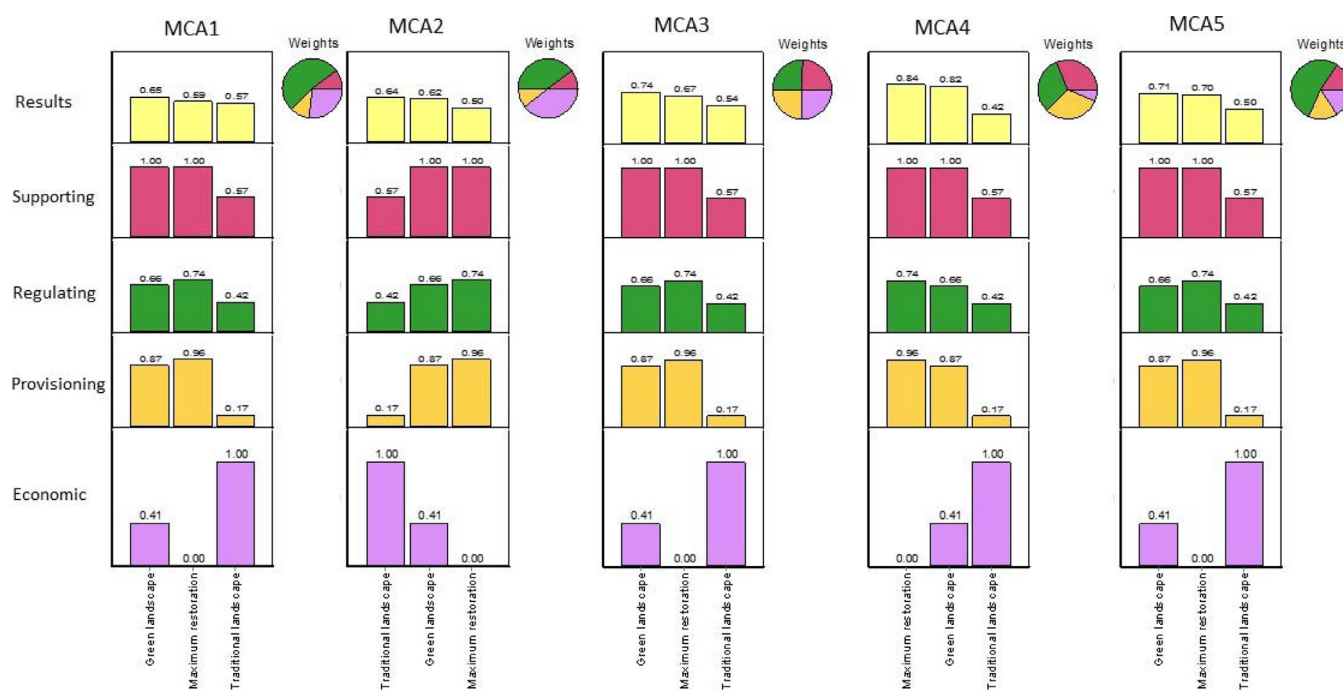 MCA1 MCA2 MCA3 MCA4 MCA5
Weights Weights Weights Weights Weights
Results
0.65 0.59 0.57 0.64 0.62 0.50 0.74 0.67 0.54 0.84 0.82 0.42 0.71 0.70 0.50
Supporting
1.00 1.00 0.57 0.57 1.00 1.00 1.00 1.00 0.57 1.00 1.00 0.57 1.00 1.00 0.57
Regulating
0.66 0.74 0.42 0.42 0.66 0.74 0.66 0.74 0.42 0.74 0.66 0.42 0.66 0.74 0.42
Provisioning
0.87 0.96 0.17 0.17 0.87 0.96 0.87 0.96 0.17 0.96 0.87 0.17 0.87 0.96 0.17
Economic
0.41 0.00 1.00 1.00 0.41 0.00 0.41 0.00 1.00 0.00 0.41 1.00 0.41 0.00 1.00
Green landscape
Maximum restoration
Traditional landscape
Traditional landscape
Green landscape
Maximum restoration
Green landscape
Maximum restoration
Traditional landscape
Maximum restoration
Green landscape
Traditional landscape
Green landscape
Maximum restoration
Traditional landscape